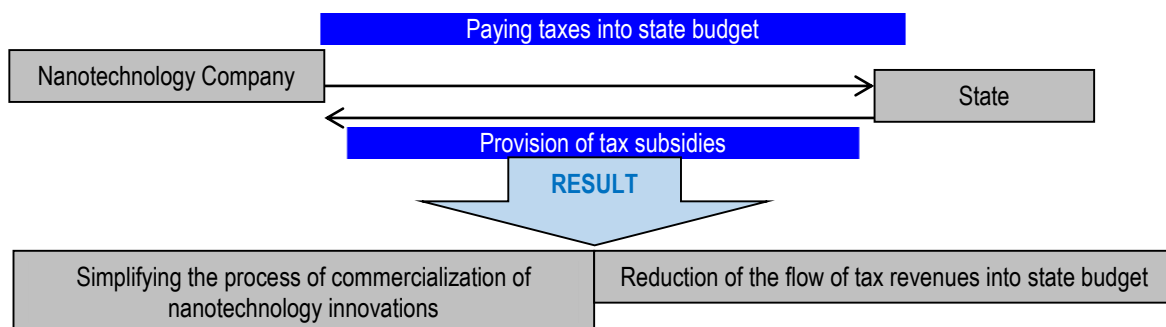 Paying taxes into state budget
Nanotechnology Company
State
Provision of tax subsidies
RESULT
Simplifying the process of commercialization of
nanotechnology innovations
Reduction of the flow of tax revenues into state budget